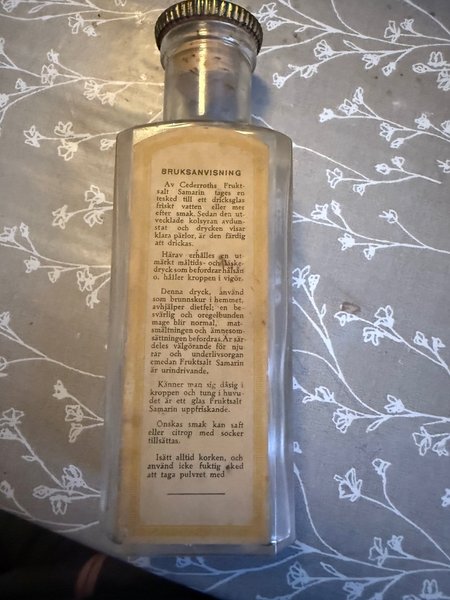 BRUKSANVISNING
Av Cederroths Frukt-
salt Samarin tages en
tesked till ett dricksglas
friskt vatten eller mer
efter smak. Sedan den ut-
vecklade kolsyran avdun-
stat och drycken visar
klara pärlor, är den färdig
att drickas.
Härav erhålles en ut-
märkt måltids- och läske-
dryck som befordrar hälsan
o. håller kroppen i vigör.
Denna dryck, använd
som brunnskur i hemmet,
avhjälper dietfel; en be-
svärlig och oregelbunden
mage blir normal, mat-
smältningen och ämnesom-
sättningen befordras. Är sär-
deles välgörande för nju
rar och underlivsorgan
emedan Fruktsalt Samarin
är urindrivande.
Känner man sig dåsig i
kroppen och tung i huvu-
det är ett glas Fruktsalt
Samarin uppfriskande.
Önskas smak kan saft
eller citron med socker
tillsättas.
Isätt alltid korken, och
använd icke fuktig sked
att taga pulvret med